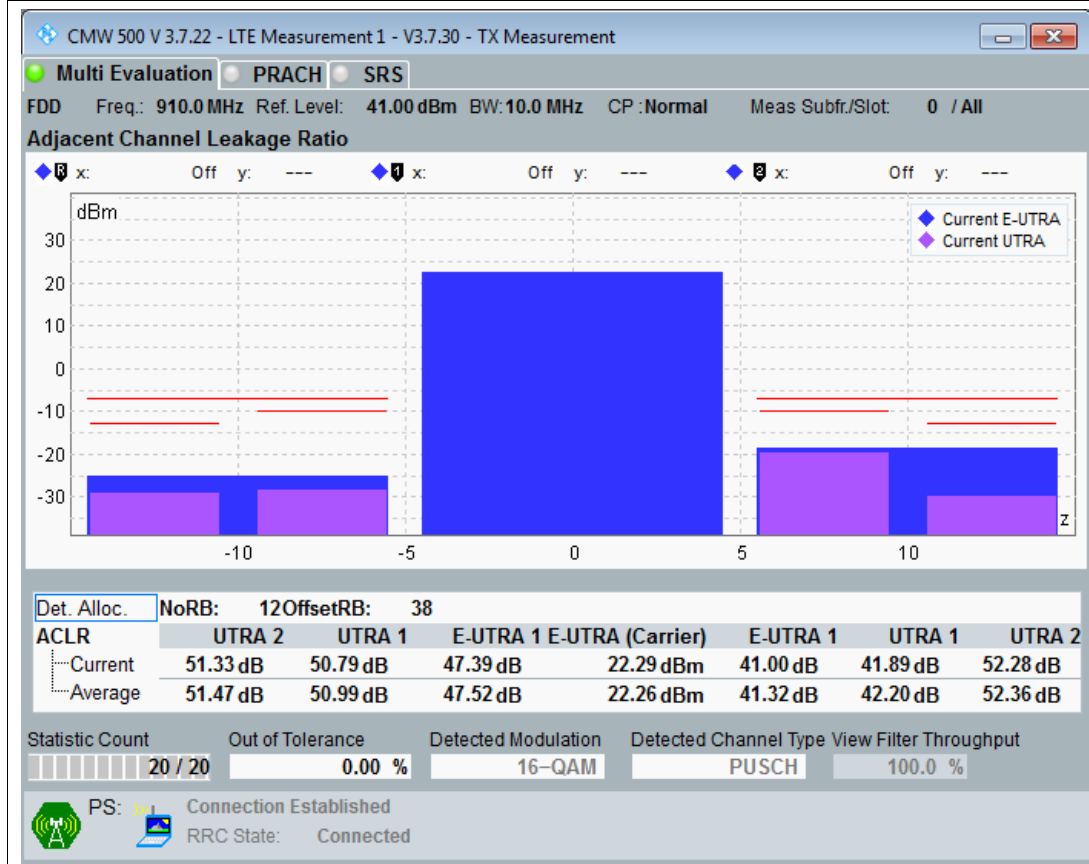 CMW 500 V 3.7.22 - LTE Measurement 1 - V3.7.30 - TX Measurement
Multi Evaluation PRACH SRS
FDD Freq.: 910.0 MHz Ref. Level: 41.00 dBm BW: 10.0 MHz CP : Normal Meas Subfr./Slot: 0 / All
Adjacent Channel Leakage Ratio
R x: Off y: --- 1 x: Off y: --- 2 x: Off y: ---
dBm
Current E-UTRA
Current UTRA
30
20
10
0
-10
-20
-30
z
-10 -5 0 5 10
Det. Alloc. NoRB: 12 OffsetRB: 38
ACLR UTRA 2 UTRA 1 E-UTRA 1 E-UTRA (Carrier) E-UTRA 1 UTRA 1 UTRA 2
Current 51.33 dB 50.79 dB 47.39 dB 22.29 dBm 41.00 dB 41.89 dB 52.28 dB
Average 51.47 dB 50.99 dB 47.52 dB 22.26 dBm 41.32 dB 42.20 dB 52.36 dB
Statistic Count Out of Tolerance Detected Modulation Detected Channel Type View Filter Throughput
20 / 20 0.00 % 16-QAM PUSCH 100.0 %
PS: Connection Established
RRC State: Connected